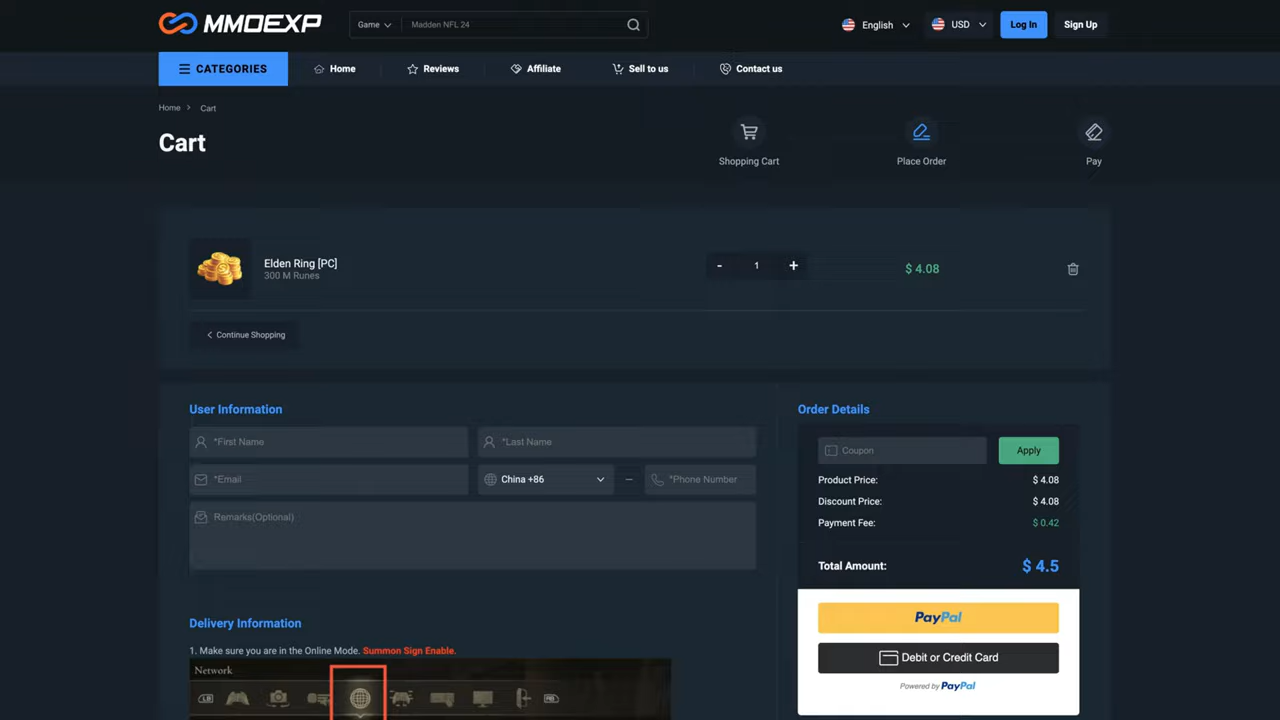 MMOEXP
Game
Madden NFL 24
English
USD
Log In
Sign Up
CATEGORIES
Home
Reviews
Affiliate
Sell to us
Contact us
Home > Cart
Cart
Shopping Cart
Place Order
Pay
Elden Ring [PC]
300 M Runes
- 1 +
$ 4.08
< Continue Shopping
User Information
*First Name
*Last Name
*Email
China +86
–
*Phone Number
Remarks(Optional)
Order Details
Coupon
Apply
Product Price: $ 4.08
Discount Price: $ 4.08
Payment Fee: $ 0.42
Total Amount: $ 4.5
PayPal
Debit or Credit Card
Powered by PayPal
Delivery Information
1. Make sure you are in the Online Mode. Summon Sign Enable.
Network